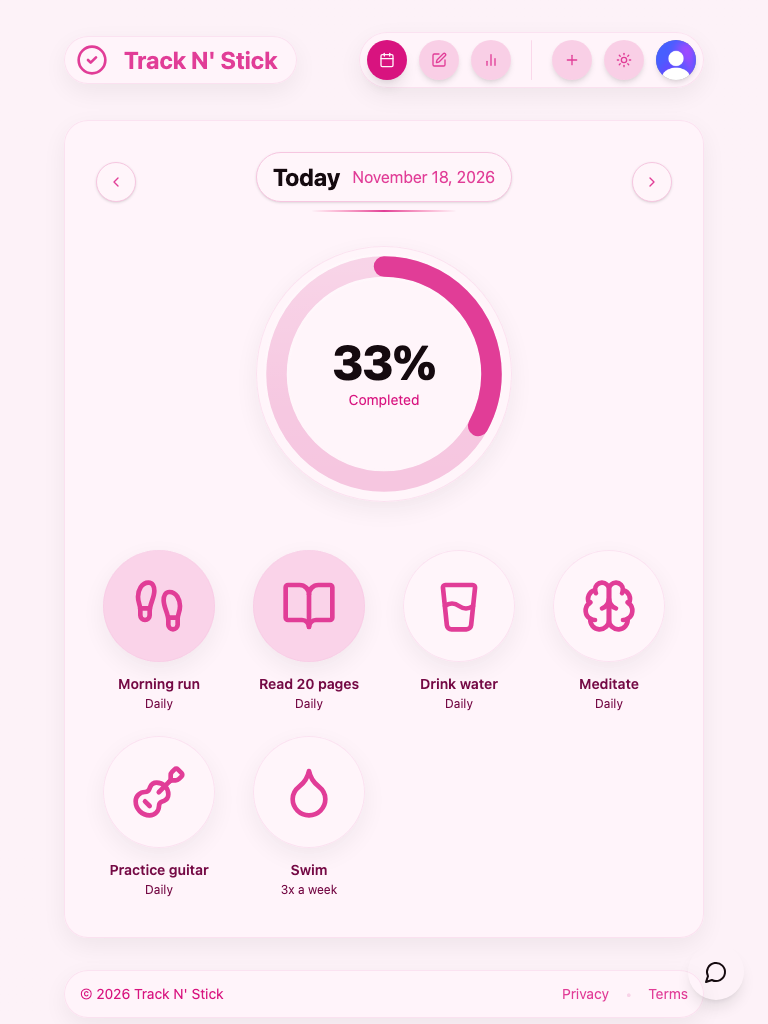 Track N' Stick
Today November 18, 2026
33%
Completed
Morning run
Daily
Read 20 pages
Daily
Drink water
Daily
Meditate
Daily
Practice guitar
Daily
Swim
3x a week
© 2026 Track N' Stick
Privacy • Terms